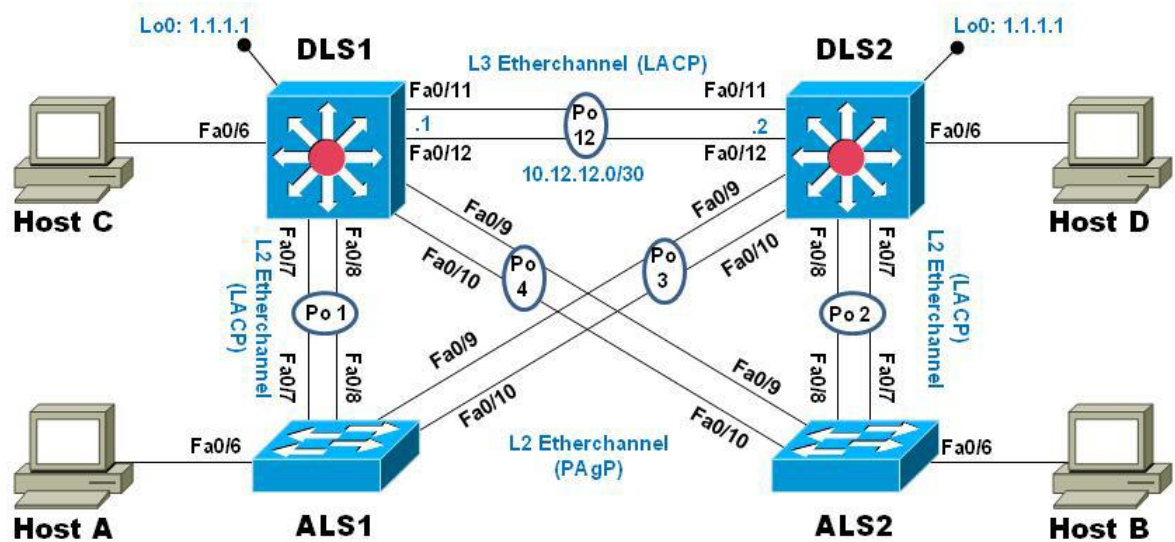 Lo0: 1.1.1.1
DLS1
DLS2
Lo0: 1.1.1.1
L3 Etherchannel (LACP)
Fa0/11
Fa0/11
Po
12
Fa0/6
.1
.2
Fa0/6
Fa0/12
Fa0/12
10.12.12.0/30
Host C
Host D
Fa0/9
Fa0/9
Fa0/10
Fa0/10
Po
4
Po
3
Fa0/7
Fa0/8
Fa0/8
Fa0/7
L2 Etherchannel
(LACP)
Po 1
Po 2
L2 Etherchannel
(LACP)
Fa0/7
Fa0/8
Fa0/9
Fa0/10
Fa0/9
Fa0/10
Fa0/8
Fa0/7
L2 Etherchannel
(PAgP)
Fa0/6
Fa0/6
Host A
ALS1
ALS2
Host B